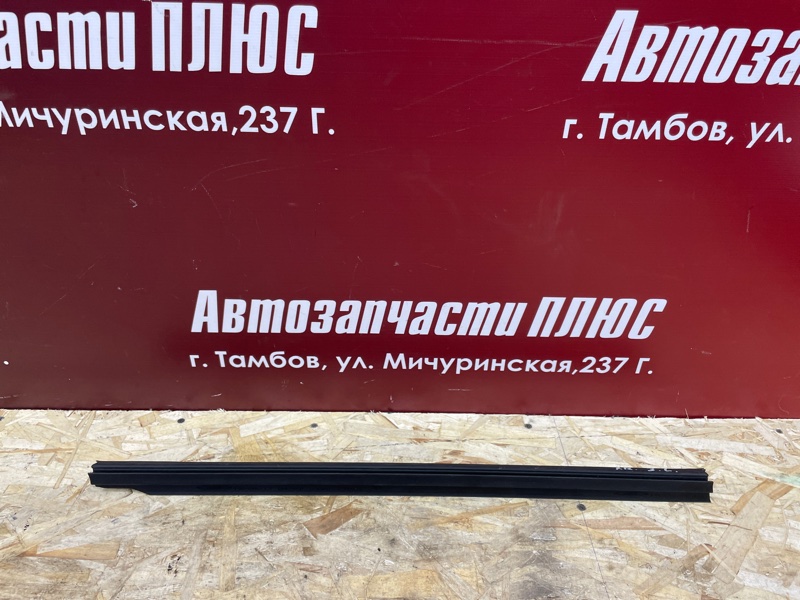 асти ПЛЮС
Мичуринская,237 Г.
Автоза
г. Тамбов, ул.
Автозапчасти ПЛЮС
г. Тамбов, ул. Мичуринская,237 Г.